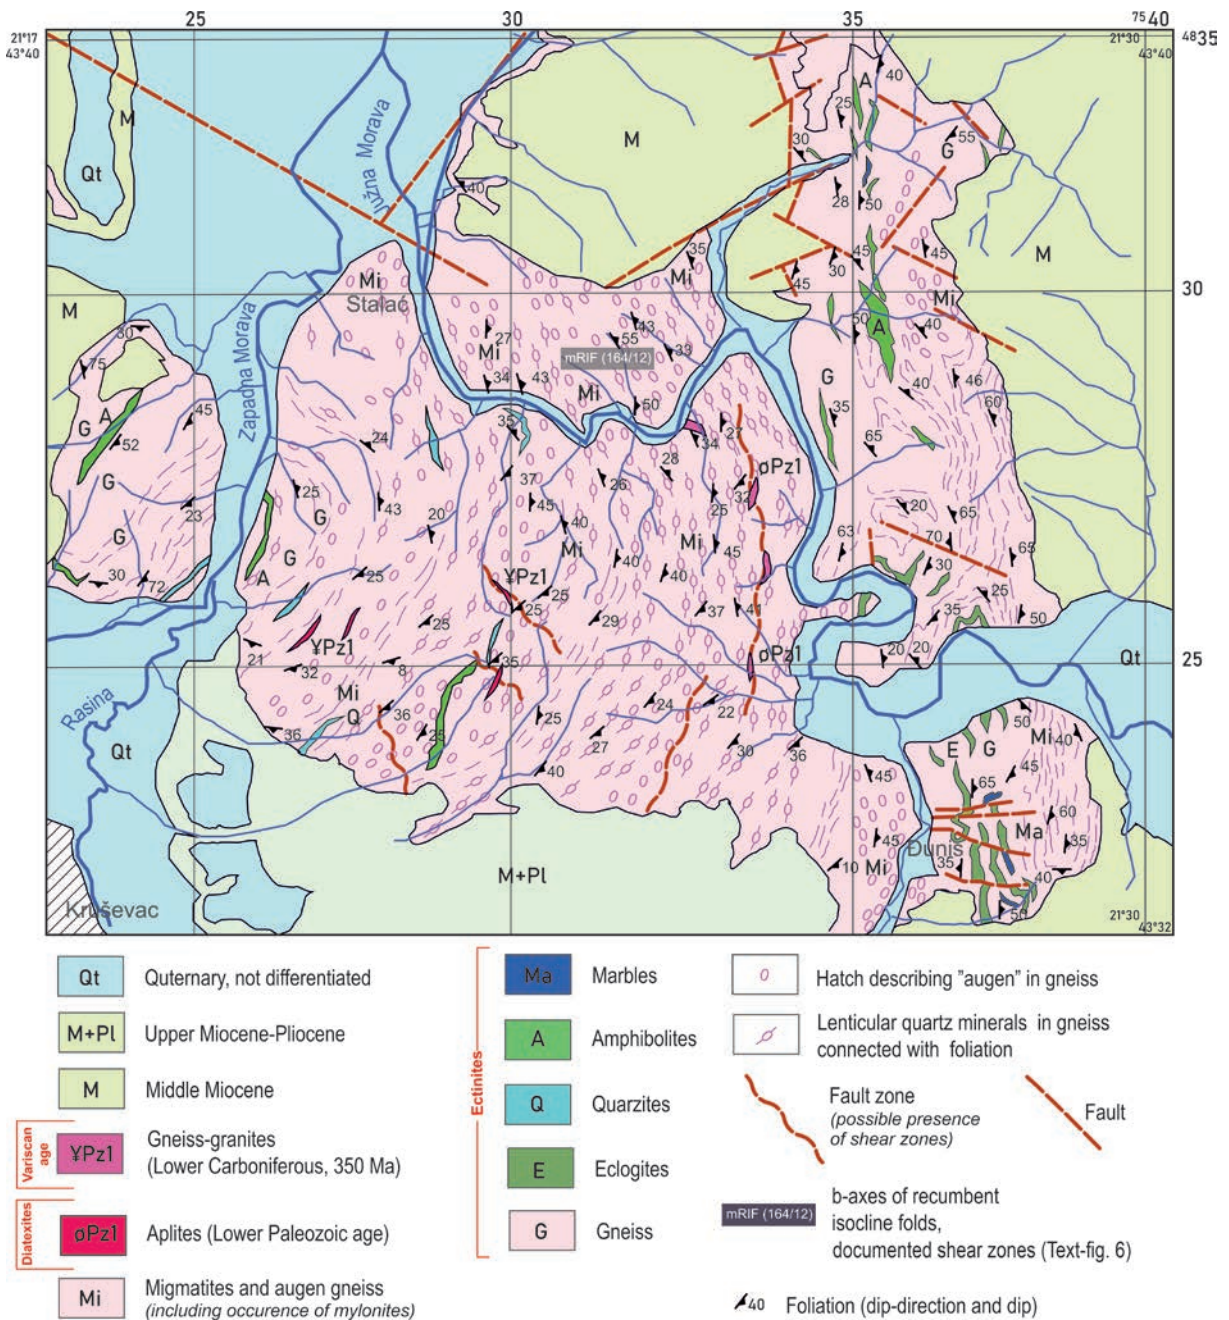 25
30
35
75 40
21°17
43°40
21°30
43°40
48 35
M
A
40
25
M
Južna Morava
30
55
G
Qt
40
28
50
M
45
45
35
30
Mi
Mi
45
Stalać
Mi
30
M
43
50
A
40
30
27
55
Mi
33
mRIF (164/12)
75
34
43
Mi
G
40
46
Zapadna Morava
45
50
35
60
G
A
52
35
27
24
34
65
28
øPz1
G
37
26
32
25
G
43
45
25
20
23
20
40
65
G
Mi
Mi
45
63
70
65
G
30
72
A
25
¥Pz1
40
40
30
25
25
25
37
41
29
35
50
¥Pz1
25
21
35
øPz1
20
20
25
32
8
Qt
Rasina
Mi
Q
36
24
22
50
36
25
25
E
G
Mi
40
Qt
27
30
36
40
45
65
45
60
Ma
45
35
Đunis
M+Pl
10
Mi
35
40
50
Kruševac
21°30
43°32
Qt
Quternary, not differentiated
M+Pl
Upper Miocene-Pliocene
M
Middle Miocene
Variscan
age
¥Pz1
Gneiss-granites
(Lower Carboniferous, 350 Ma)
Diatexites
øPz1
Aplites (Lower Paleozoic age)
Mi
Migmatites and augen gneiss
(including occurence of mylonites)
Ectinites
Ma
Marbles
A
Amphibolites
Q
Quarzites
E
Eclogites
G
Gneiss
Hatch describing "augen" in gneiss
Lenticular quartz minerals in gneiss
connected with foliation
Fault zone
(possible presence
of shear zones)
Fault
mRIF (164/12)
b-axes of recumbent
isocline folds,
documented shear zones (Text-fig. 6)
40
Foliation (dip-direction and dip)